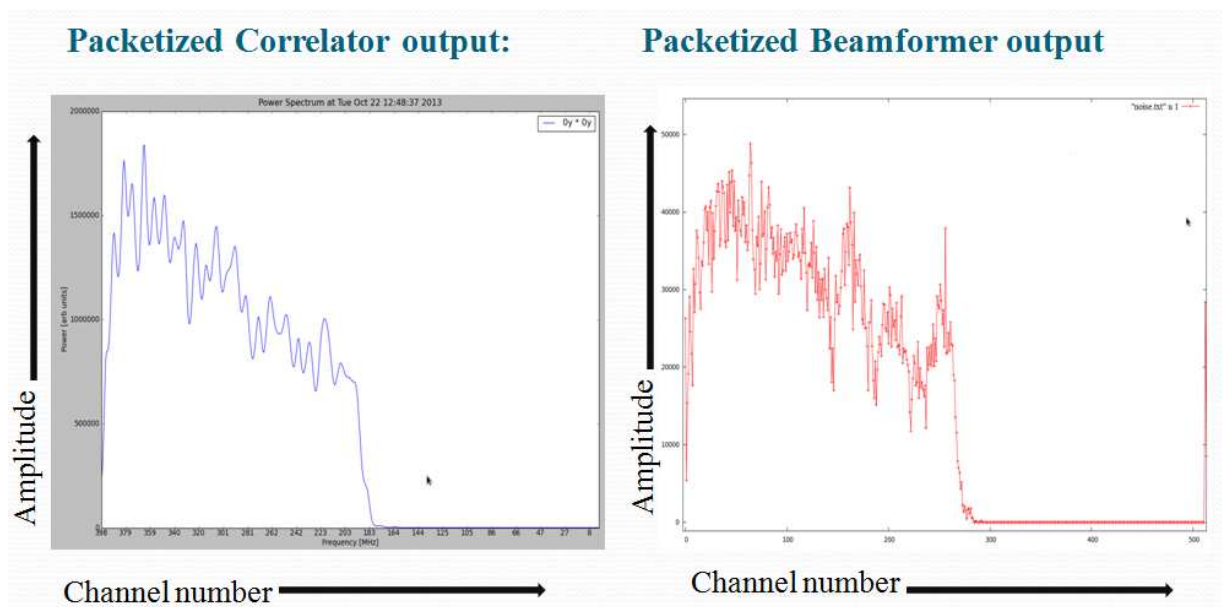 Packetized Correlator output:
Packetized Beamformer output
Power Spectrum at Tue Oct 22 12:48:37 2013
0y * 0y
2000000
1500000
1000000
500000
0
Power [arb units]
Amplitude
398 379 359 340 320 301 281 262 242 223 203 183 164 144 125 105 86 66 47 27 8
Frequency [MHz]
Channel number
"noise.txt" u 1
50000
40000
30000
20000
10000
0
Amplitude
0 100 200 300 400 500
Channel number